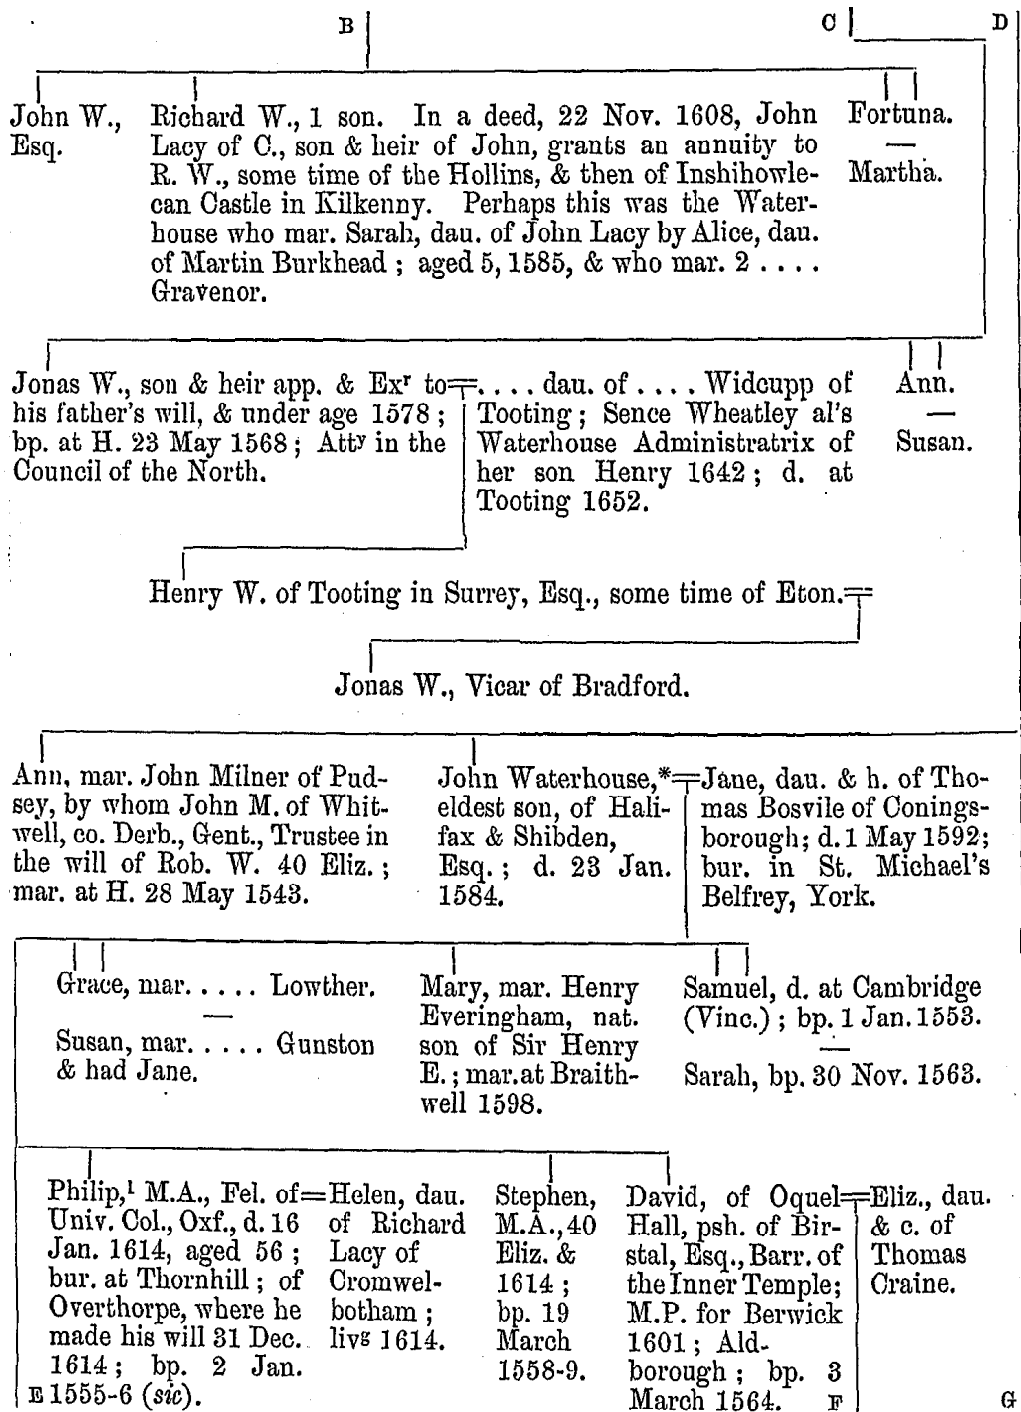 B
C
D
John W.,
Esq.
Richard W., 1 son. In a deed, 22 Nov. 1608, John
Lacy of C., son & heir of John, grants an annuity to
R. W., some time of the Hollins, & then of Inshihowle-
can Castle in Kilkenny. Perhaps this was the Water-
house who mar. Sarah, dau. of John Lacy by Alice, dau.
of Martin Burkhead ; aged 5, 1585, & who mar. 2 . . . .
Gravenor.
Fortuna.
—
Martha.
Jonas W., son & heir app. & Exʳ to
his father's will, & under age 1578 ;
bp. at H. 23 May 1568 ; Attʸ in the
Council of the North.
. . . . dau. of . . . . Widcupp of
Tooting ; Sence Wheatley al's
Waterhouse Administratrix of
her son Henry 1642 ; d. at
Tooting 1652.
Ann.
—
Susan.
Henry W. of Tooting in Surrey, Esq., some time of Eton.
Jonas W., Vicar of Bradford.
Ann, mar. John Milner of Pud-
sey, by whom John M. of Whit-
well, co. Derb., Gent., Trustee in
the will of Rob. W. 40 Eliz. ;
mar. at H. 28 May 1543.
John Waterhouse,*
eldest son, of Hali-
fax & Shibden,
Esq. ; d. 23 Jan.
1584.
Jane, dau. & h. of Tho-
mas Bosvile of Conings-
borough; d. 1 May 1592;
bur. in St. Michael's
Belfrey, York.
Grace, mar. . . . . Lowther.
—
Susan, mar. . . . . Gunston
& had Jane.
Mary, mar. Henry
Everingham, nat.
son of Sir Henry
E. ; mar. at Braith-
well 1598.
Samuel, d. at Cambridge
(Vinc.) ; bp. 1 Jan. 1553.
—
Sarah, bp. 30 Nov. 1563.
Philip,¹ M.A., Fel. of=
Univ. Col., Oxf., d. 16
Jan. 1614, aged 56 ;
bur. at Thornhill ; of
Overthorpe, where he
made his will 31 Dec.
1614 ; bp. 2 Jan.
E 1555-6 (sic).
Helen, dau.
of Richard
Lacy of
Cromwel-
botham ;
livᵍ 1614.
Stephen,
M.A., 40
Eliz. &
1614 ;
bp. 19
March
1558-9.
David, of Oquel
Hall, psh. of Bir-
stal, Esq., Barr. of
the Inner Temple;
M.P. for Berwick
1601 ; Ald-
borough ; bp. 3
March 1564.
F
Eliz., dau.
& c. of
Thomas
Craine.
G